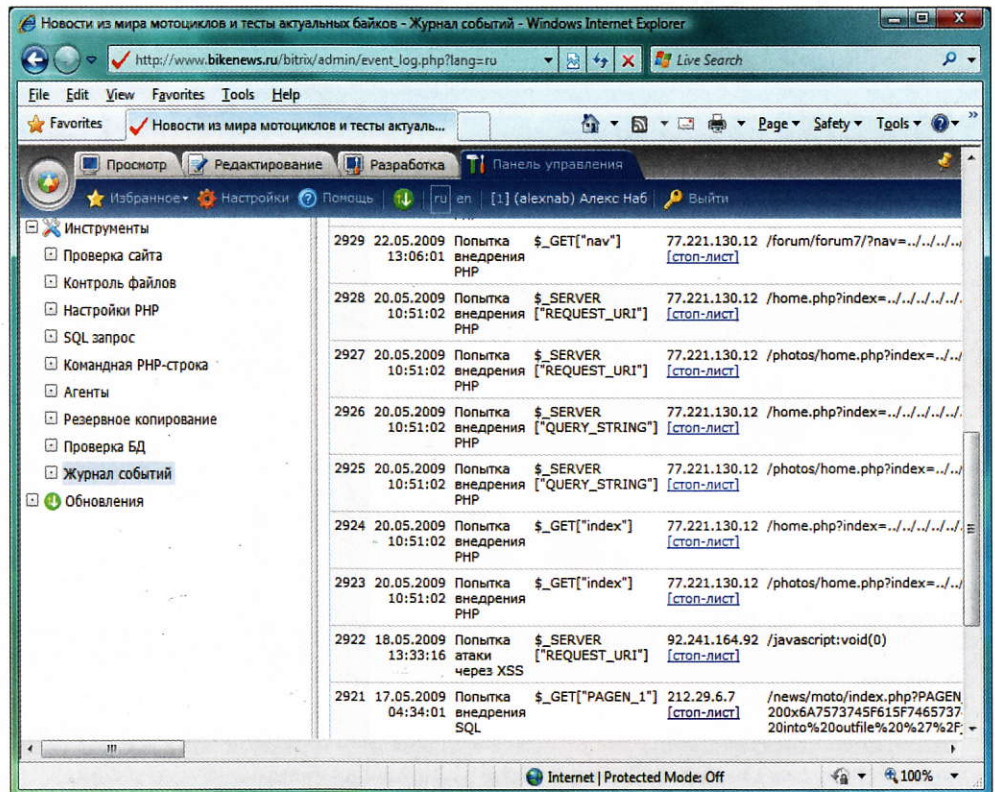 Новости из мира мотоциклов и тесты актуальных байков - Журнал событий - Windows Internet Explorer
http://www.bikenews.ru/bitrix/admin/event_log.php?lang=ru
Live Search
File Edit View Favorites Tools Help
Favorites
Новости из мира мотоциклов и тесты актуаль...
Page Safety Tools
Просмотр Редактирование Разработка Панель управления
Избранное Настройки Помощь ru en [1] (alexnab) Алекс Наб Выйти
Инструменты
Проверка сайта
Контроль файлов
Настройки PHP
SQL запрос
Командная PHP-строка
Агенты
Резервное копирование
Проверка БД
Журнал событий
Обновления
2929 22.05.2009 Попытка $_GET["nav"] 77.221.130.12 /forum/forum7/?nav=../../../../
13:06:01 внедрения [стоп-лист]
PHP
2928 20.05.2009 Попытка $_SERVER 77.221.130.12 /home.php?index=../../../../../
10:51:02 внедрения ["REQUEST_URI"] [стоп-лист]
PHP
2927 20.05.2009 Попытка $_SERVER 77.221.130.12 /photos/home.php?index=../../
10:51:02 внедрения ["REQUEST_URI"] [стоп-лист]
PHP
2926 20.05.2009 Попытка $_SERVER 77.221.130.12 /home.php?index=../../../../../
10:51:02 внедрения ["QUERY_STRING"] [стоп-лист]
PHP
2925 20.05.2009 Попытка $_SERVER 77.221.130.12 /photos/home.php?index=../../
10:51:02 внедрения ["QUERY_STRING"] [стоп-лист]
PHP
2924 20.05.2009 Попытка $_GET["index"] 77.221.130.12 /home.php?index=../../../../../
10:51:02 внедрения [стоп-лист]
PHP
2923 20.05.2009 Попытка $_GET["index"] 77.221.130.12 /photos/home.php?index=../../
10:51:02 внедрения [стоп-лист]
PHP
2922 18.05.2009 Попытка $_SERVER 92.241.164.92 /javascript:void(0)
13:33:16 атаки ["REQUEST_URI"] [стоп-лист]
через XSS
2921 17.05.2009 Попытка $_GET["PAGEN_1"] 212.29.6.7 /news/moto/index.php?PAGEN
04:34:01 внедрения [стоп-лист] 200x6A7573745F615F7465737
SQL 20into%20outfile%20%27%2F
Internet | Protected Mode: Off 100%